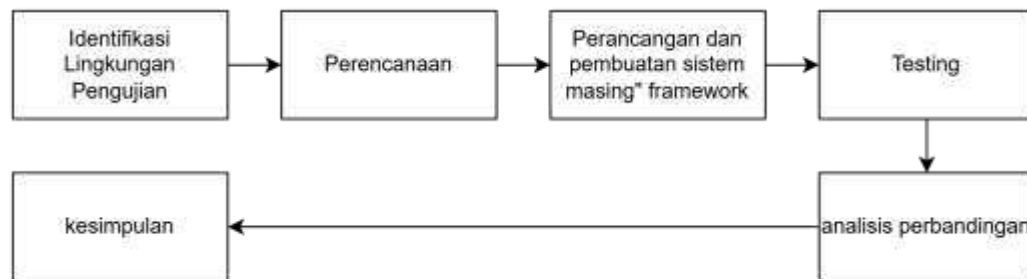 Identifikasi
Lingkungan
Pengujian
Perencanaan
Perancangan dan
pembuatan sistem
masing" framework
Testing
analisis perbandingan
kesimpulan